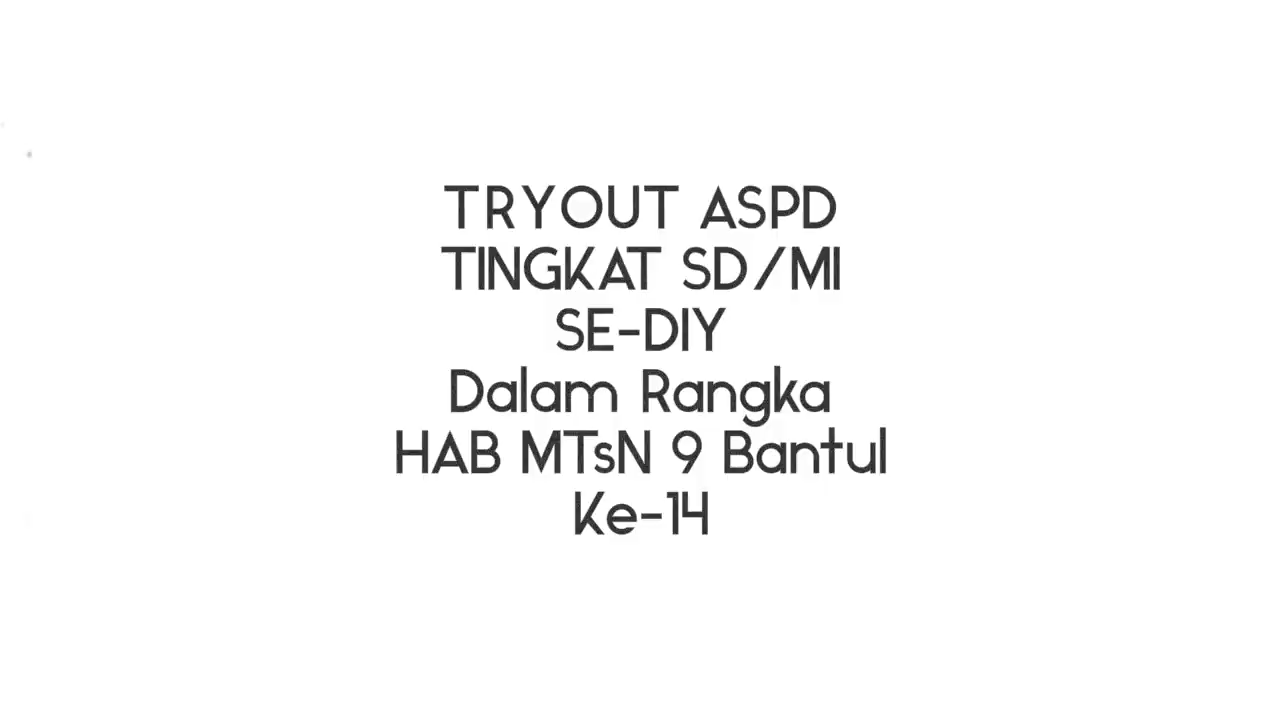 TRYOUT ASPD
TINGKAT SD/MI
SE-DIY
Dalam Rangka
HAB MTsN 9 Bantul
Ke-14